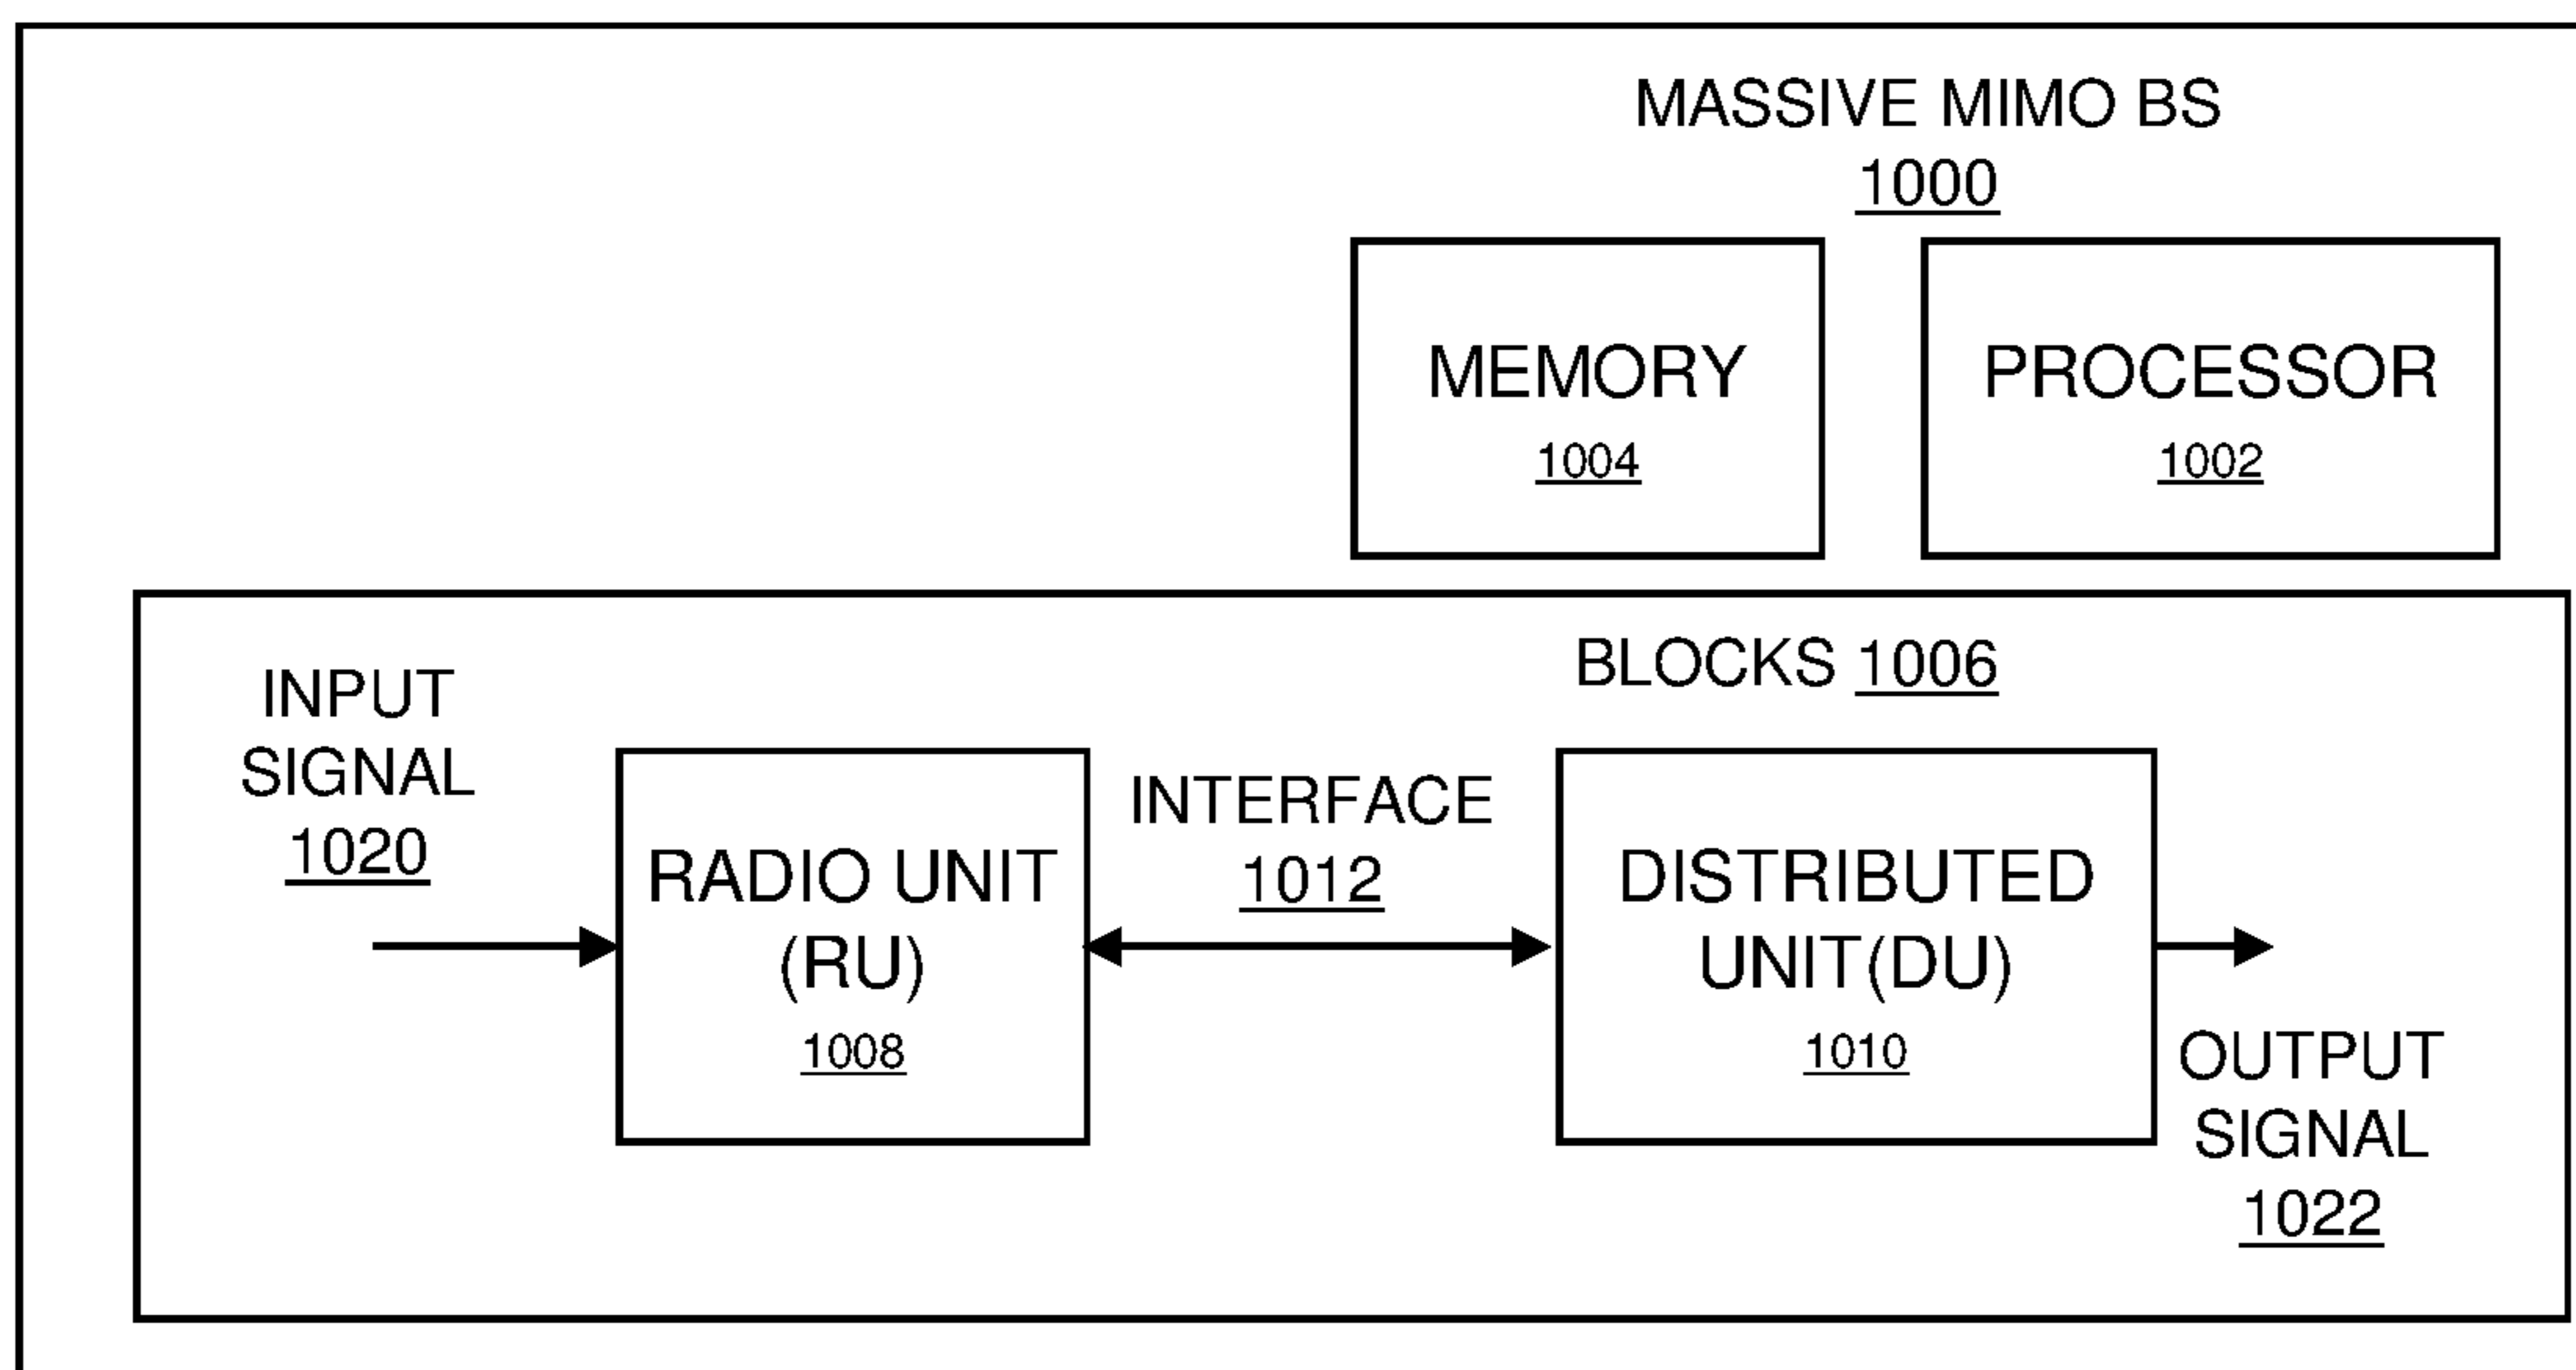 MASSIVE MIMO BS
1000
MEMORY
1004
PROCESSOR
1002
BLOCKS 1006
INPUT
SIGNAL
1020
RADIO UNIT
(RU)
1008
INTERFACE
1012
DISTRIBUTED
UNIT(DU)
1010
OUTPUT
SIGNAL
1022